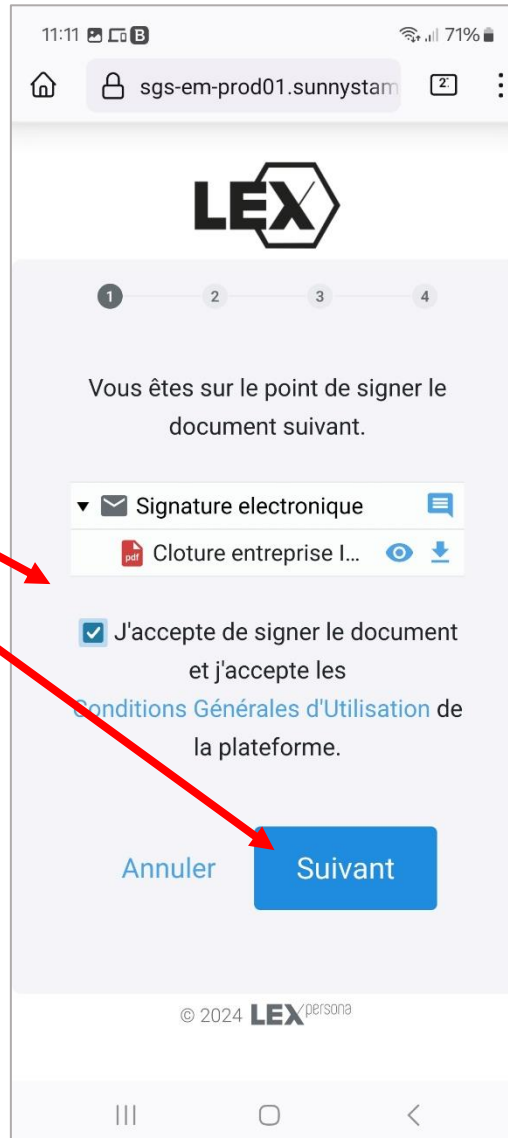 11:11 B 71%
sgs-em-prod01.sunnystam 2
LEX
1 2 3 4
Vous êtes sur le point de signer le
document suivant.
Signature electronique
pdf Cloture entreprise I...
J'accepte de signer le document
et j'accepte les
Conditions Générales d'Utilisation de
la plateforme.
Annuler Suivant
© 2024 LEX persona